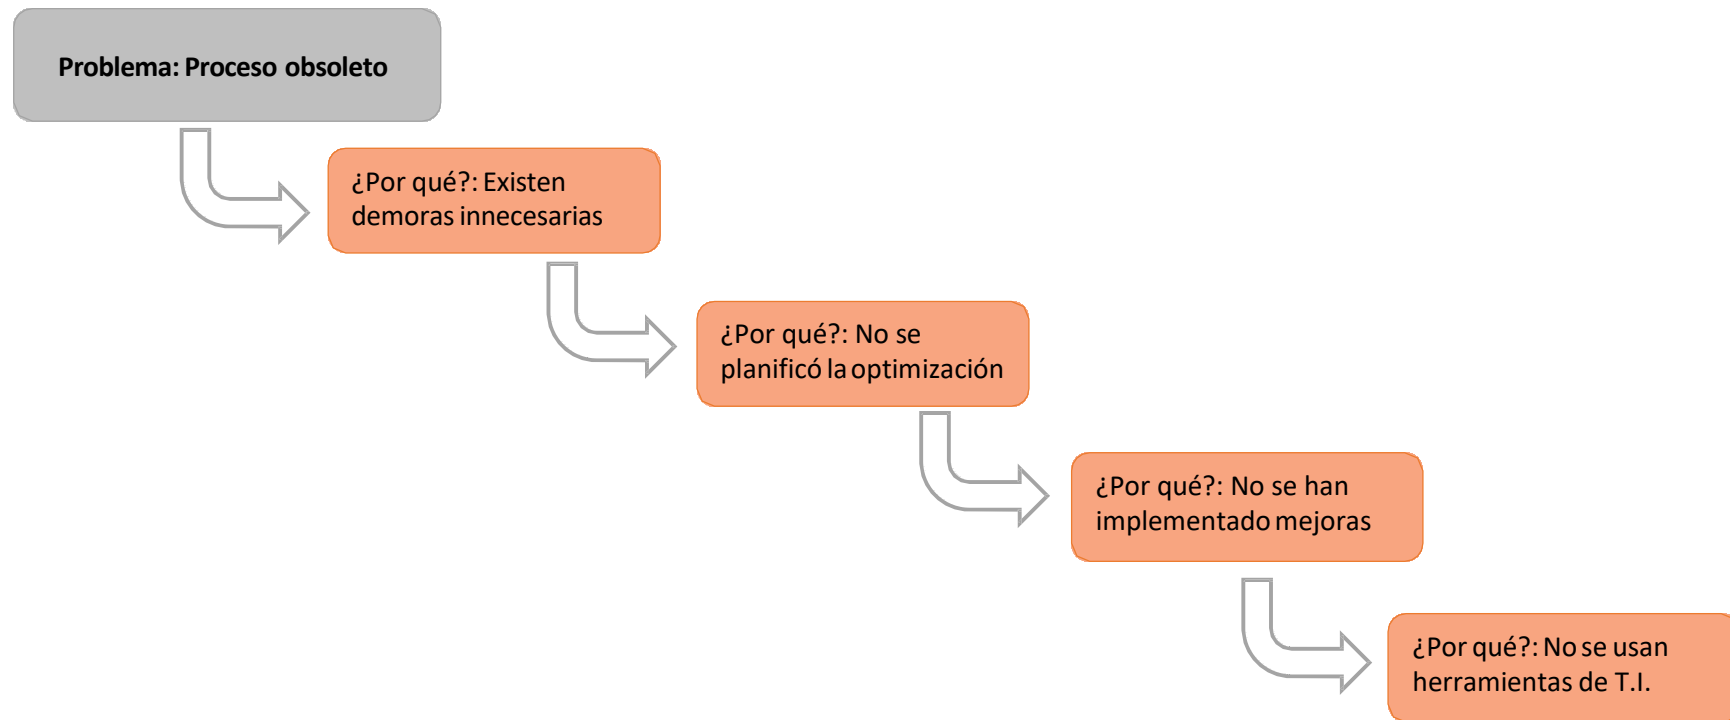 Problema: Proceso obsoleto
¿Por qué?: Existen
demoras innecesarias
¿Por qué?: No se
planificó la optimización
¿Por qué?: No se han
implementado mejoras
¿Por qué?: No se usan
herramientas de T.I.